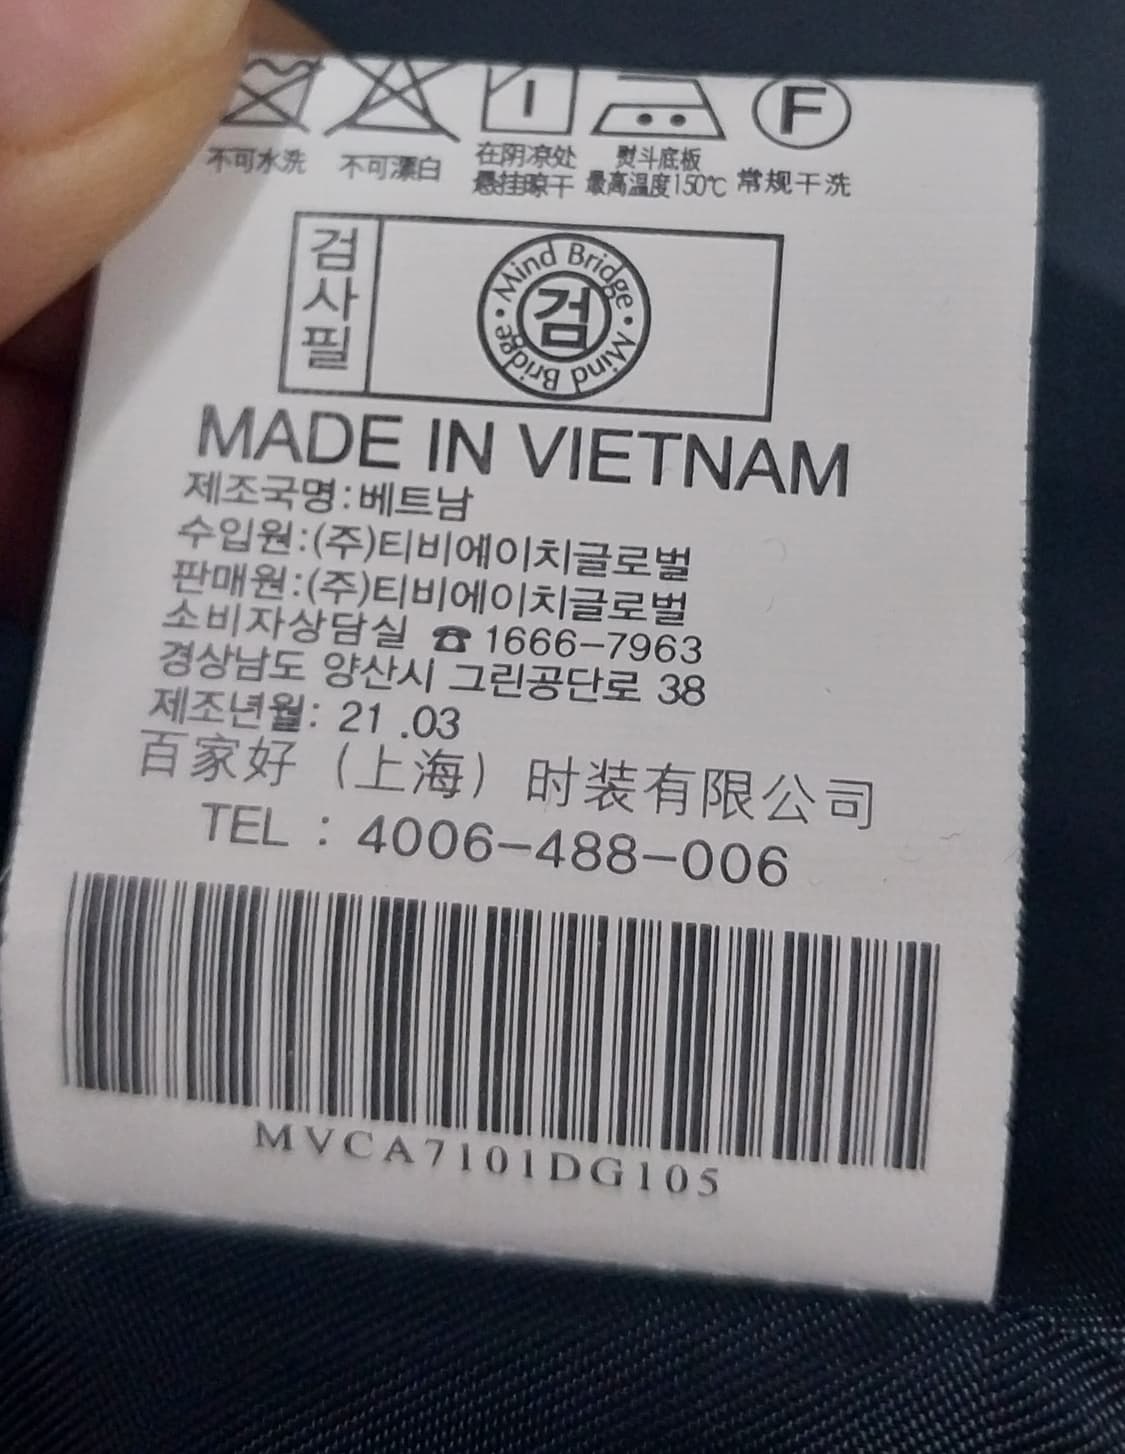 F
不可水洗 不可漂白 在阴凉处 悬挂晾干 熨斗底板 最高温度150℃ 常规干洗
검사필
Mind Bridge · Mind Bridge ·
검
MADE IN VIETNAM
제조국명:베트남
수입원:(주)티비에이치글로벌
판매원:(주)티비에이치글로벌
소비자상담실 ☎ 1666-7963
경상남도 양산시 그린공단로 38
제조년월: 21 .03
百家好（上海）时装有限公司
TEL : 4006-488-006
MVCA7101DG105